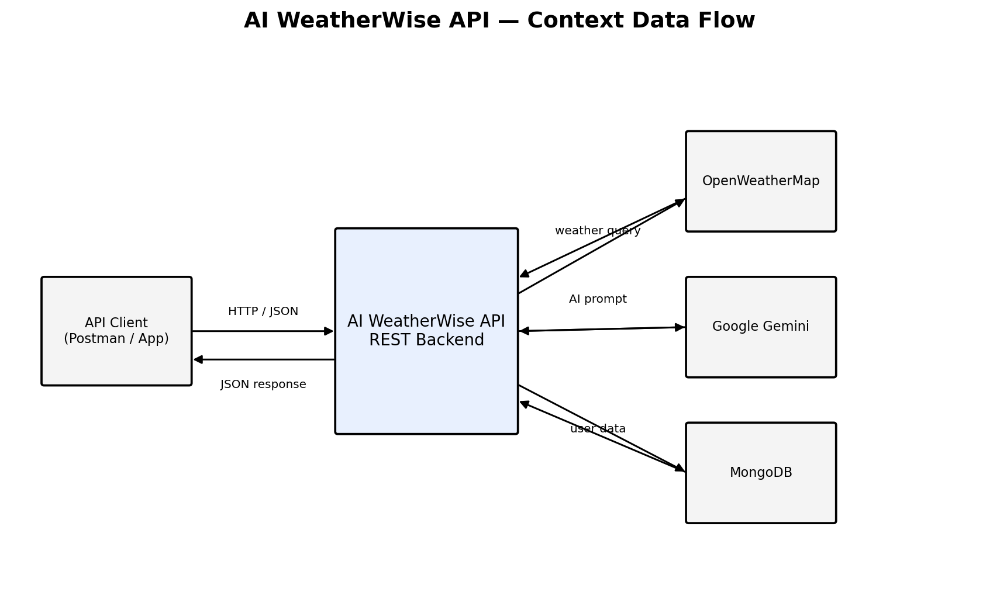 AI WeatherWise API — Context Data Flow
OpenWeatherMap
weather query
HTTP / JSON
API Client
(Postman / App)
AI WeatherWise API
REST Backend
AI prompt
Google Gemini
JSON response
user data
MongoDB